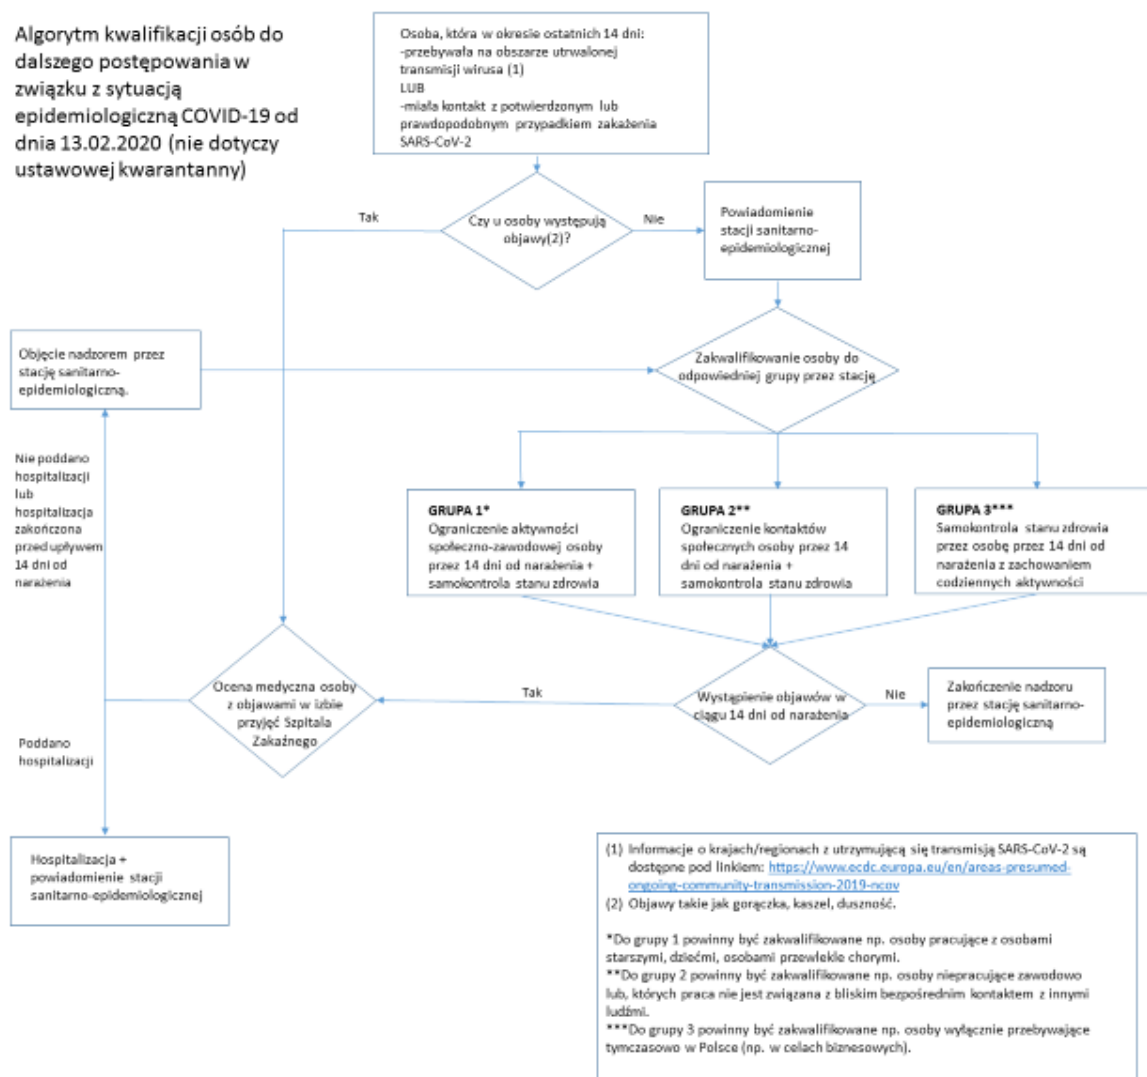 Algorytm kwalifikacji osób do
dalszego postępowania w
związku z sytuacją
epidemiologiczną COVID-19 od
dnia 13.02.2020 (nie dotyczy
ustawowej kwarantanny)
Osoba, która w okresie ostatnich 14 dni:
-przebywała na obszarze utrwalonej
transmisji wirusa (1)
LUB
-miała kontakt z potwierdzonym lub
prawdopodobnym przypadkiem zakażenia
SARS-CoV-2
Tak
Czy u osoby występują
objawy(2)?
Nie
Powiadomienie
stacji sanitarno-
epidemiologicznej
Objęcie nadzorem przez
stację sanitarno-
epidemiologiczną.
Zakwalifikowanie osoby do
odpowiedniej grupy przez stację
Nie poddano
hospitalizacji
lub
hospitalizacja
zakończona
przed upływem
14 dni od
narażenia
GRUPA 1*
Ograniczenie aktywności
społeczno-zawodowej osoby
przez 14 dni od narażenia +
samokontrola stanu zdrowia
GRUPA 2**
Ograniczenie kontaktów
społecznych osoby przez 14
dni od narażenia +
samokontrola stanu zdrowia
GRUPA 3***
Samokontrola stanu zdrowia
przez osobę przez 14 dni od
narażenia z zachowaniem
codziennych aktywności
Ocena medyczna osoby
z objawami w izbie
przyjęć Szpitala
Zakaźnego
Tak
Wystąpienie objawów w
ciągu 14 dni od narażenia
Nie
Zakończenie nadzoru
przez stację sanitarno-
epidemiologiczną
Poddano
hospitalizacji
Hospitalizacja +
powiadomienie stacji
sanitarno-epidemiologicznej
(1) Informacje o krajach/regionach z utrzymującą się transmisją SARS-CoV-2 są
dostępne pod linkiem: https://www.ecdc.europa.eu/en/areas-presumed-
ongoing-community-transmission-2019-ncov
(2) Objawy takie jak gorączka, kaszel, duszność.
*Do grupy 1 powinny być zakwalifikowane np. osoby pracujące z osobami
starszymi, dziećmi, osobami przewlekle chorymi.
**Do grupy 2 powinny być zakwalifikowane np. osoby niepracujące zawodowo
lub, których praca nie jest związana z bliskim bezpośrednim kontaktem z innymi
ludźmi.
***Do grupy 3 powinny być zakwalifikowane np. osoby wyłącznie przebywające
tymczasowo w Polsce (np. w celach biznesowych).